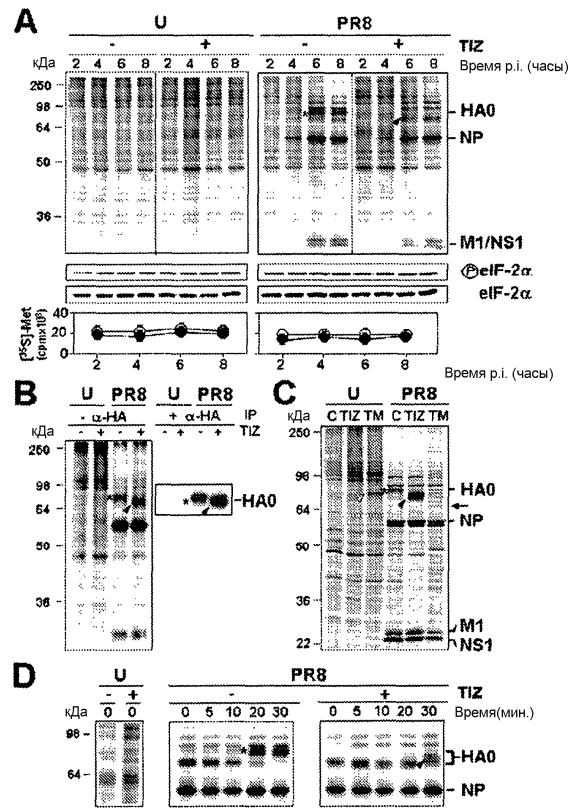 A
U PR8
- + - + TIZ
кДа 2 4 6 8 2 4 6 8 2 4 6 8 2 4 6 8 Время p.i. (часы)
250
98
64
50
36
* HA0
NP
M1/NS1
P eIF-2α
eIF-2α
[³⁵S]-Met (cpmx10⁵)
40
20
0
2 4 6 8 2 4 6 8
Время p.i. (часы)
B
U PR8 U PR8
- α-HA + α-HA IP
- + - + - + - + TIZ
кДа
250
98
64
50
36
* * HA0
C
U PR8
кДа C TIZ TM C TIZ TM
250
98
64
50
36
22
HA0
NP
M1
NS1
D
U PR8
- + - + TIZ
кДа 0 0 0 5 10 20 30 0 5 10 20 30 Время(мин.)
98
64
* HA0
NP